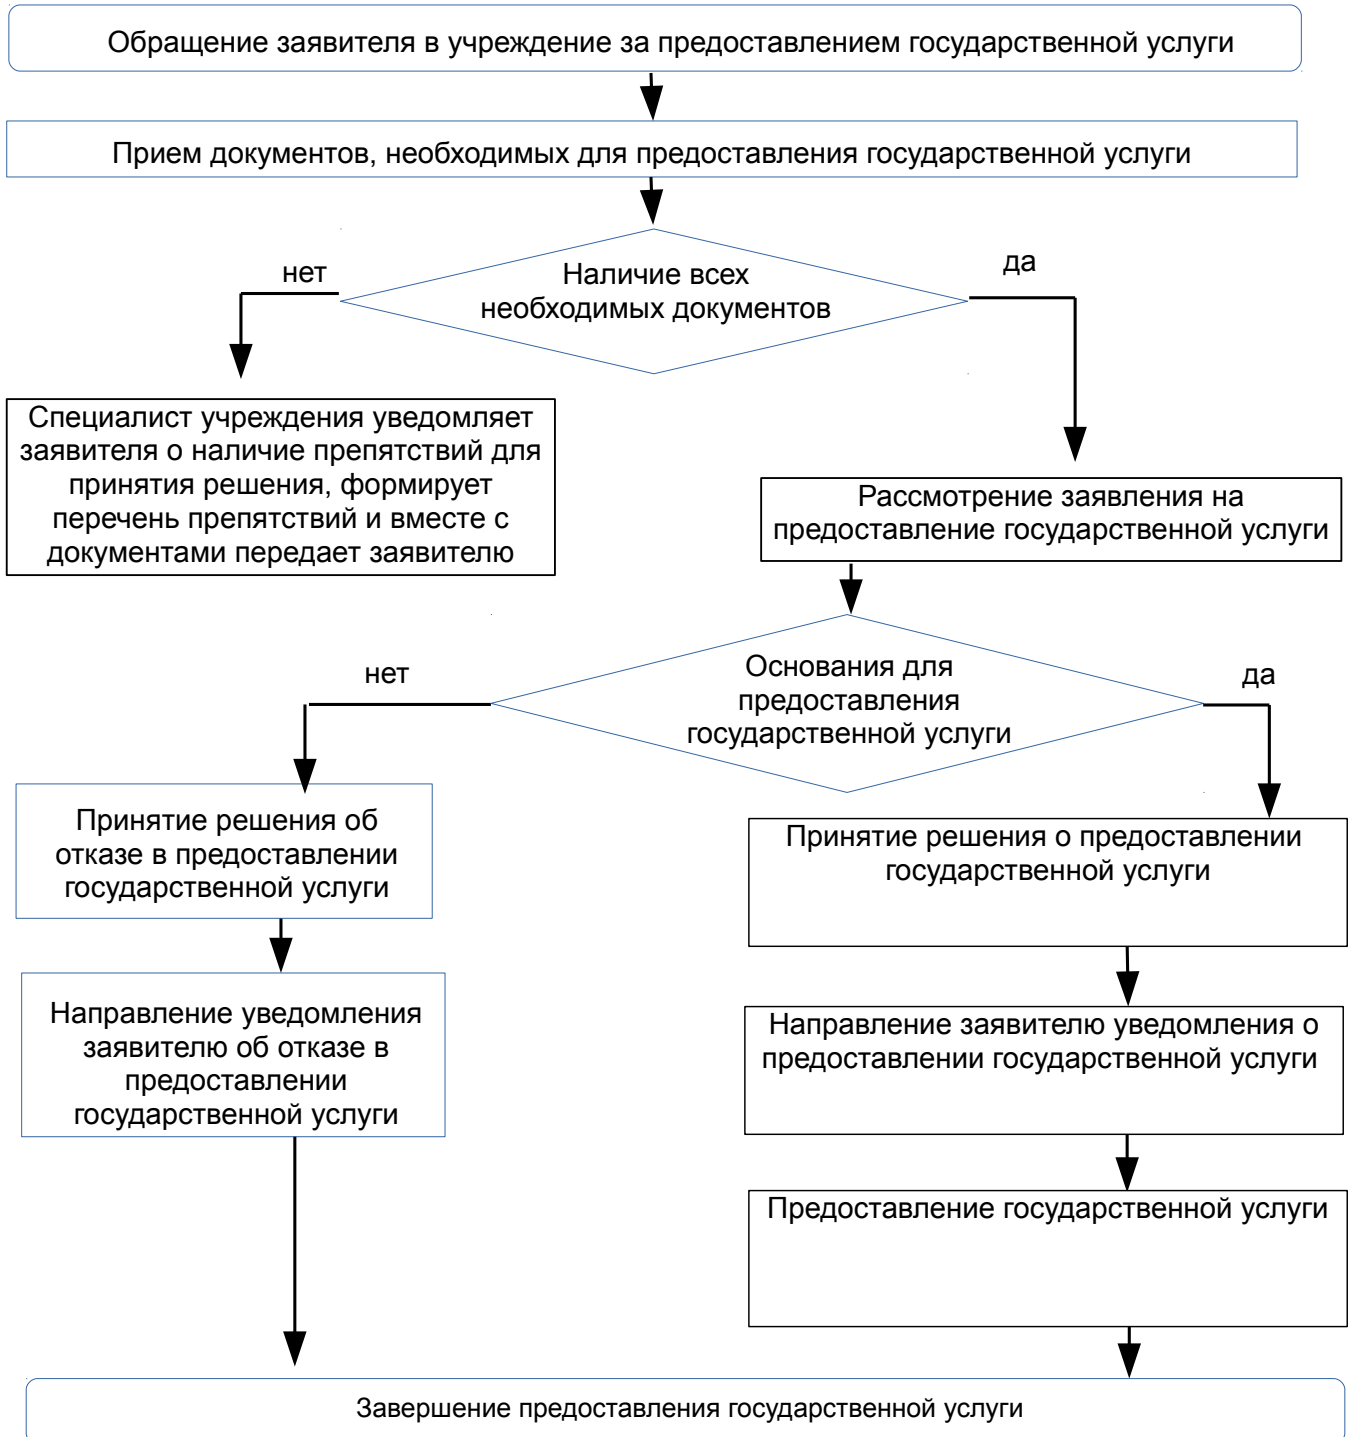 Обращение заявителя в учреждение за предоставлением государственной услуги
Прием документов, необходимых для предоставления государственной услуги
нет
да
Наличие всех
необходимых документов
Специалист учреждения уведомляет
заявителя о наличие препятствий для
принятия решения, формирует
перечень препятствий и вместе с
документами передает заявителю
Рассмотрение заявления на
предоставление государственной услуги
нет
да
Основания для
предоставления
государственной услуги
Принятие решения об
отказе в предоставлении
государственной услуги
Принятие решения о предоставлении
государственной услуги
Направление уведомления
заявителю об отказе в
предоставлении
государственной услуги
Направление заявителю уведомления о
предоставлении государственной услуги
Предоставление государственной услуги
Завершение предоставления государственной услуги